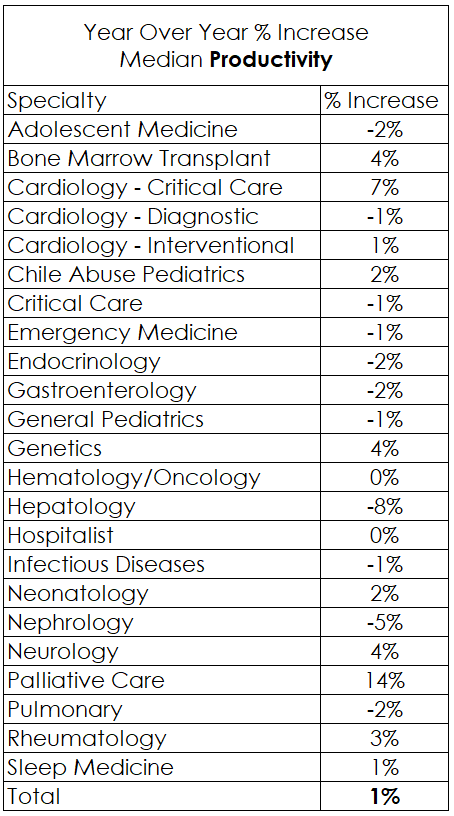 Year Over Year % Increase
Median Productivity
Specialty % Increase
Adolescent Medicine -2%
Bone Marrow Transplant 4%
Cardiology - Critical Care 7%
Cardiology - Diagnostic -1%
Cardiology - Interventional 1%
Chile Abuse Pediatrics 2%
Critical Care -1%
Emergency Medicine -1%
Endocrinology -2%
Gastroenterology -2%
General Pediatrics -1%
Genetics 4%
Hematology/Oncology 0%
Hepatology -8%
Hospitalist 0%
Infectious Diseases -1%
Neonatology 2%
Nephrology -5%
Neurology 4%
Palliative Care 14%
Pulmonary -2%
Rheumatology 3%
Sleep Medicine 1%
Total 1%